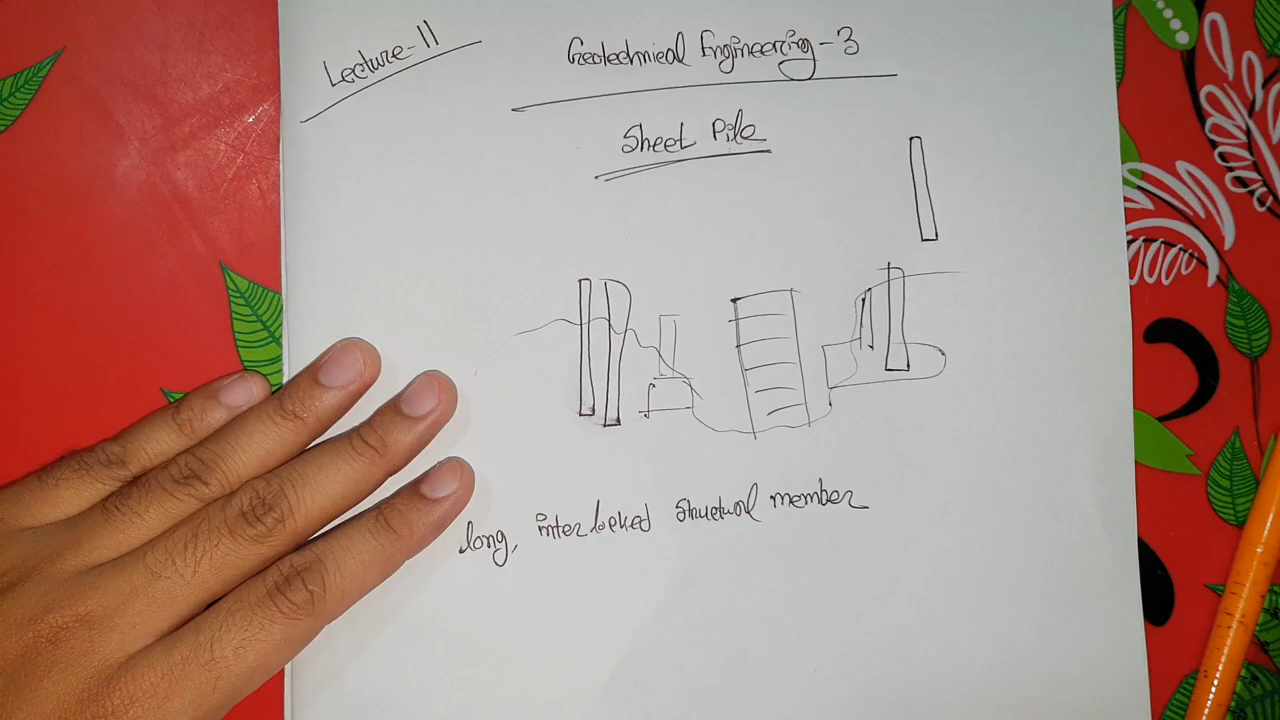 Lecture-11
Geotechnical Engineering-3
Sheet Pile
long, interlocked structural member